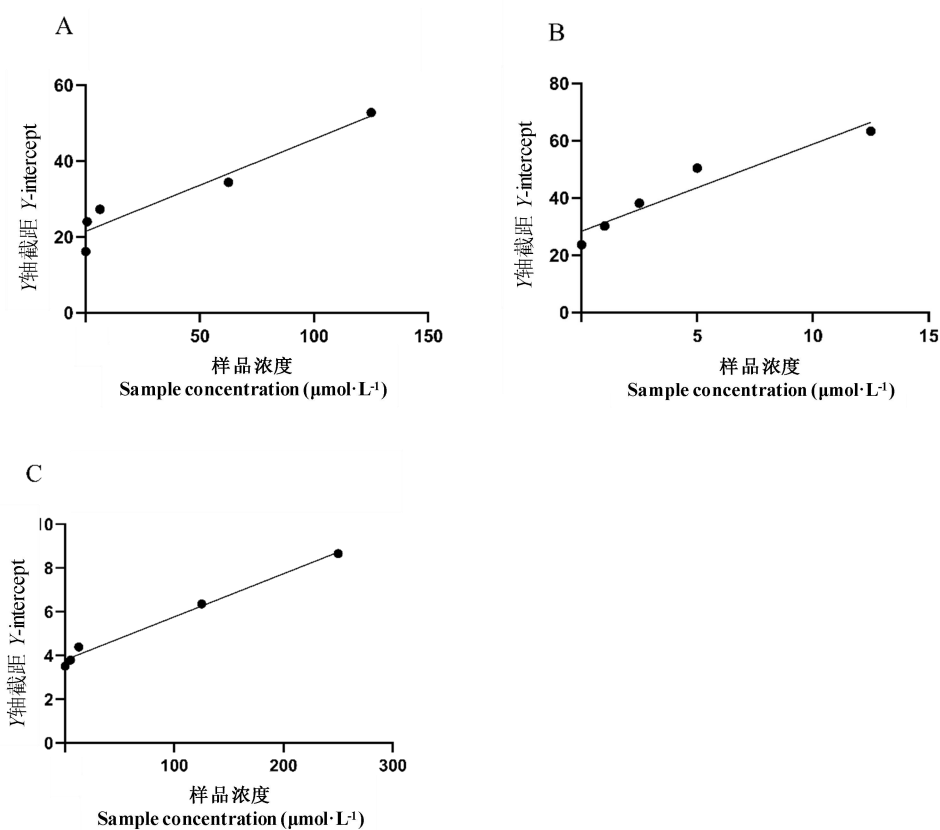 A
60
40
20
0
50
100
150
Y轴截距 Y-intercept
样品浓度
Sample concentration (μmol·L⁻¹)
B
80
60
40
20
0
5
10
15
Y轴截距 Y-intercept
样品浓度
Sample concentration (μmol·L⁻¹)
C
10
8
6
4
2
0
100
200
300
Y轴截距 Y-intercept
样品浓度
Sample concentration (μmol·L⁻¹)